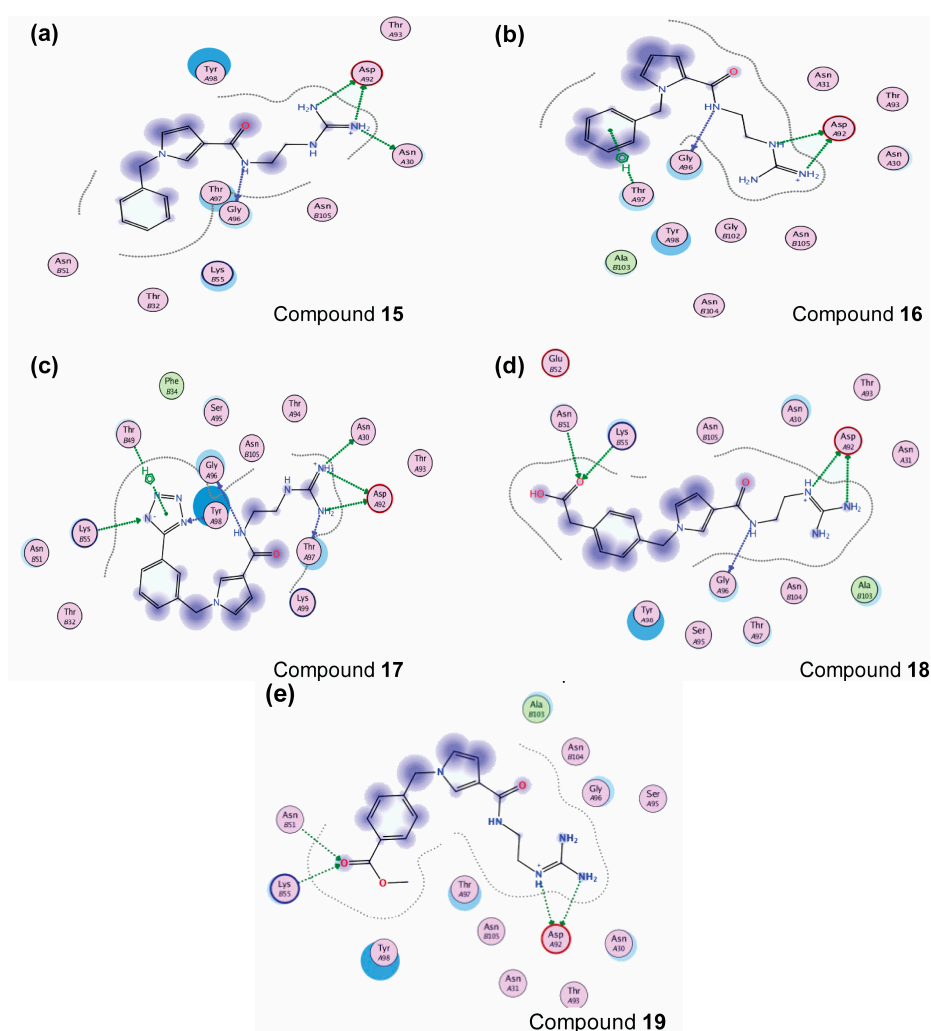 (a)
Thr
A93
Tyr
A98
Asp
A92
H₂N
NH₂
O
N
H
N
H
N
Asn
A30
Thr
A97
Gly
A96
Asn
B105
Asn
B51
Lys
B55
Thr
B32
Compound 15
(b)
O
N
HN
Asn
A31
Thr
A93
Asp
A92
NH
Asn
A30
Gly
A96
H₂N
NH₂
+
H
Thr
A97
Tyr
A98
Gly
B102
Asn
B105
Ala
B103
Asn
B104
Compound 16
(c)
Phe
B34
Ser
A95
Thr
A94
Asn
A30
Thr
B49
Asn
B105
Gly
A96
Thr
A93
H
N
N
N
N
H
N
+
NH
NH₂
Asp
A92
Tyr
A98
Lys
B55
N
H
O
Thr
A97
Asn
B51
Lys
A99
Thr
B32
N
Compound 17
(d)
Glu
B52
Asn
B51
Lys
B55
Thr
A93
Asn
A30
Asn
B105
Asp
A92
Asn
A31
O
HO
O
N
N
H
+
N
H
NH₂
NH₂
Gly
A96
Asn
B104
Ala
B103
Tyr
A98
Ser
A95
Thr
A97
Compound 18
(e)
Ala
B103
Asn
B104
Gly
A96
Ser
A95
N
O
HN
NH₂
+
N
H
NH₂
Asn
B51
O
O
Lys
B55
Thr
A97
Asn
B105
Asp
A92
Asn
A30
Tyr
A98
Asn
A31
Thr
A93
Compound 19